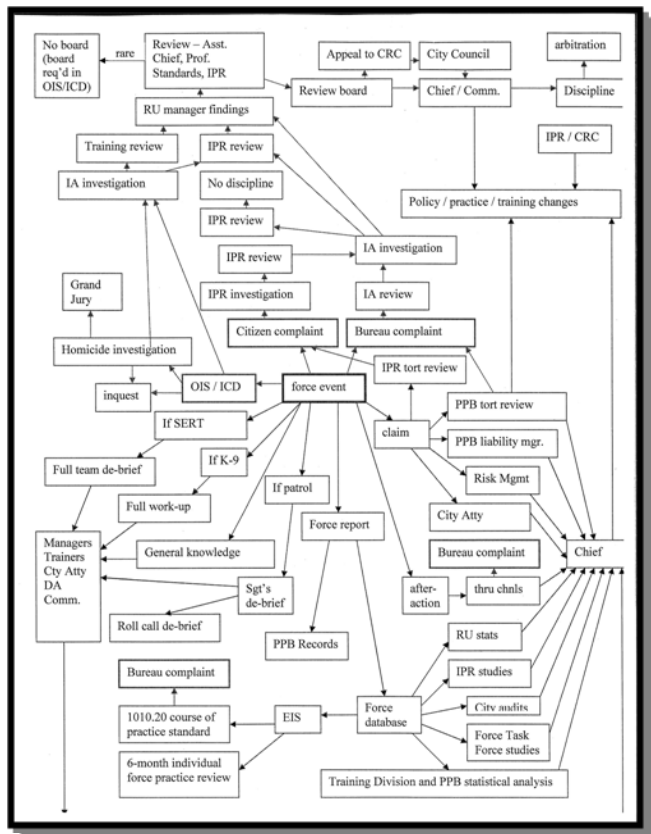 No board
(board
req'd in
OIS/ICD)
rare
Review – Asst.
Chief, Prof.
Standards, IPR
Appeal to CRC
City Council
arbitration
Review board
Chief / Comm.
Discipline
RU manager findings
Training review
IPR review
IPR / CRC
IA investigation
No discipline
Policy / practice / training changes
IPR review
IA investigation
IPR review
Grand
Jury
IPR investigation
IA review
Citizen complaint
Bureau complaint
Homicide investigation
IPR tort review
inquest
OIS / ICD
force event
PPB tort review
If SERT
claim
PPB liability mgr.
Full team de-brief
If K-9
If patrol
Risk Mgmt
Full work-up
City Atty
Force report
Managers
Trainers
Cty Atty
DA
Comm.
General knowledge
Bureau complaint
Chief
Sgt's
de-brief
after-
action
thru chnls
Roll call de-brief
PPB Records
RU stats
Bureau complaint
IPR studies
1010.20 course of
practice standard
EIS
Force
database
City audits
Force Task
Force studies
6-month individual
force practice review
Training Division and PPB statistical analysis